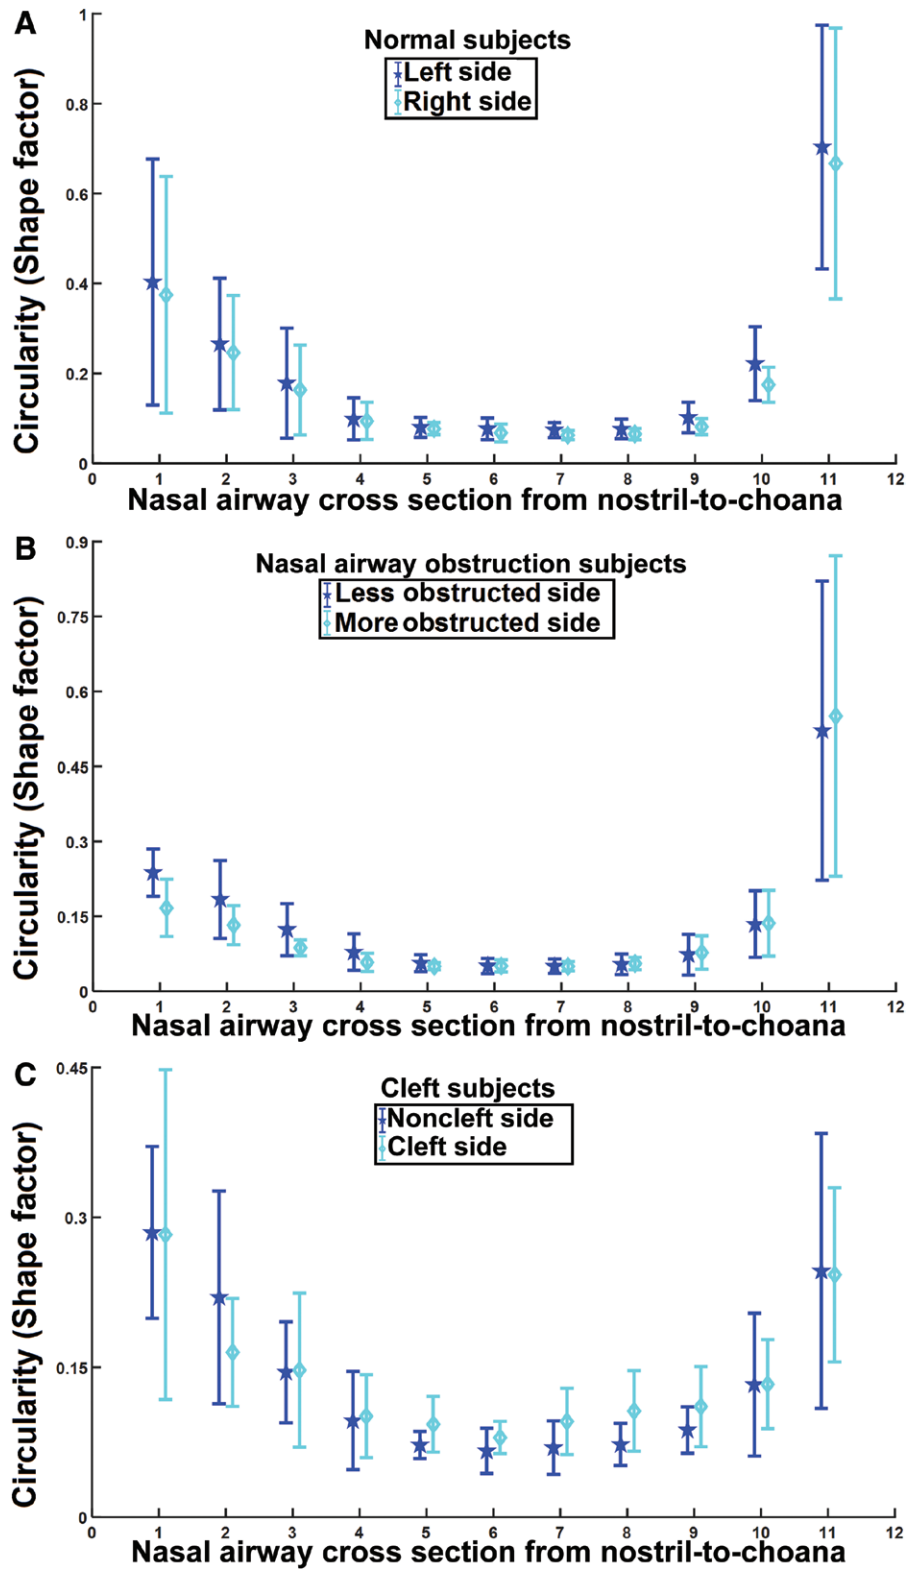 A
Normal subjects
Left side
Right side
Circularity (Shape factor)
1
0.8
0.6
0.4
0.2
0
0 1 2 3 4 5 6 7 8 9 10 11 12
Nasal airway cross section from nostril-to-choana
B
Nasal airway obstruction subjects
Less obstructed side
More obstructed side
Circularity (Shape factor)
0.9
0.75
0.6
0.45
0.3
0.15
0
0 1 2 3 4 5 6 7 8 9 10 11 12
Nasal airway cross section from nostril-to-choana
C
Cleft subjects
Noncleft side
Cleft side
Circularity (Shape factor)
0.45
0.3
0.15
0
0 1 2 3 4 5 6 7 8 9 10 11 12
Nasal airway cross section from nostril-to-choana